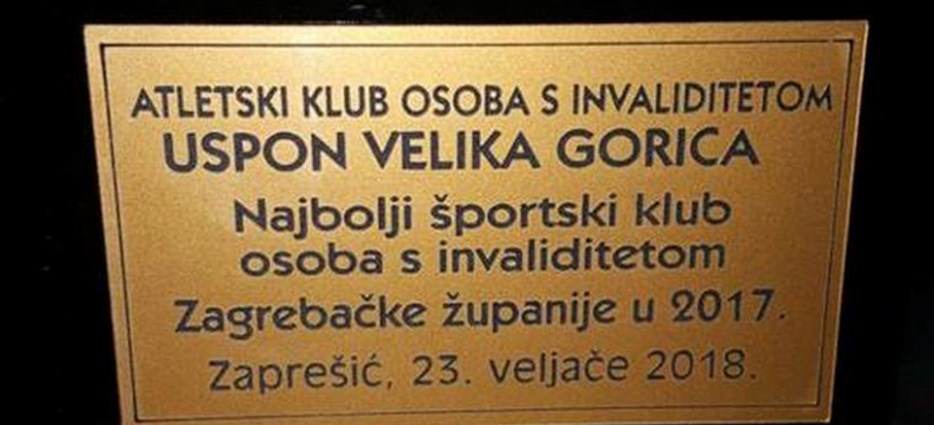 ATLETSKI KLUB OSOBA S INVALIDITETOM
USPON VELIKA GORICA
Najbolji športski klub
osoba s invaliditetom
Zagrebačke županije u 2017.
Zaprešić, 23. veljače 2018.